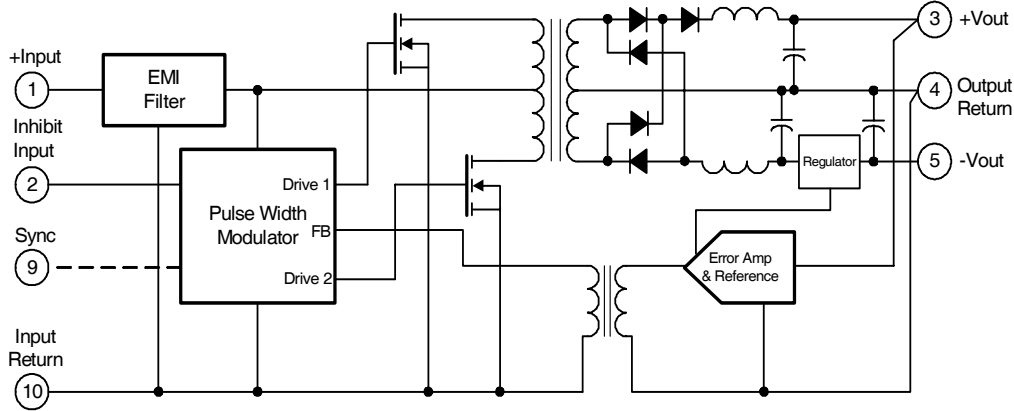 +Input
1
EMI
Filter
Inhibit
Input
2
Sync
9
Input
Return
10
Drive 1
Pulse Width
Modulator
FB
Drive 2
3
+Vout
4
Output
Return
5
-Vout
Regulator
Error Amp
& Reference